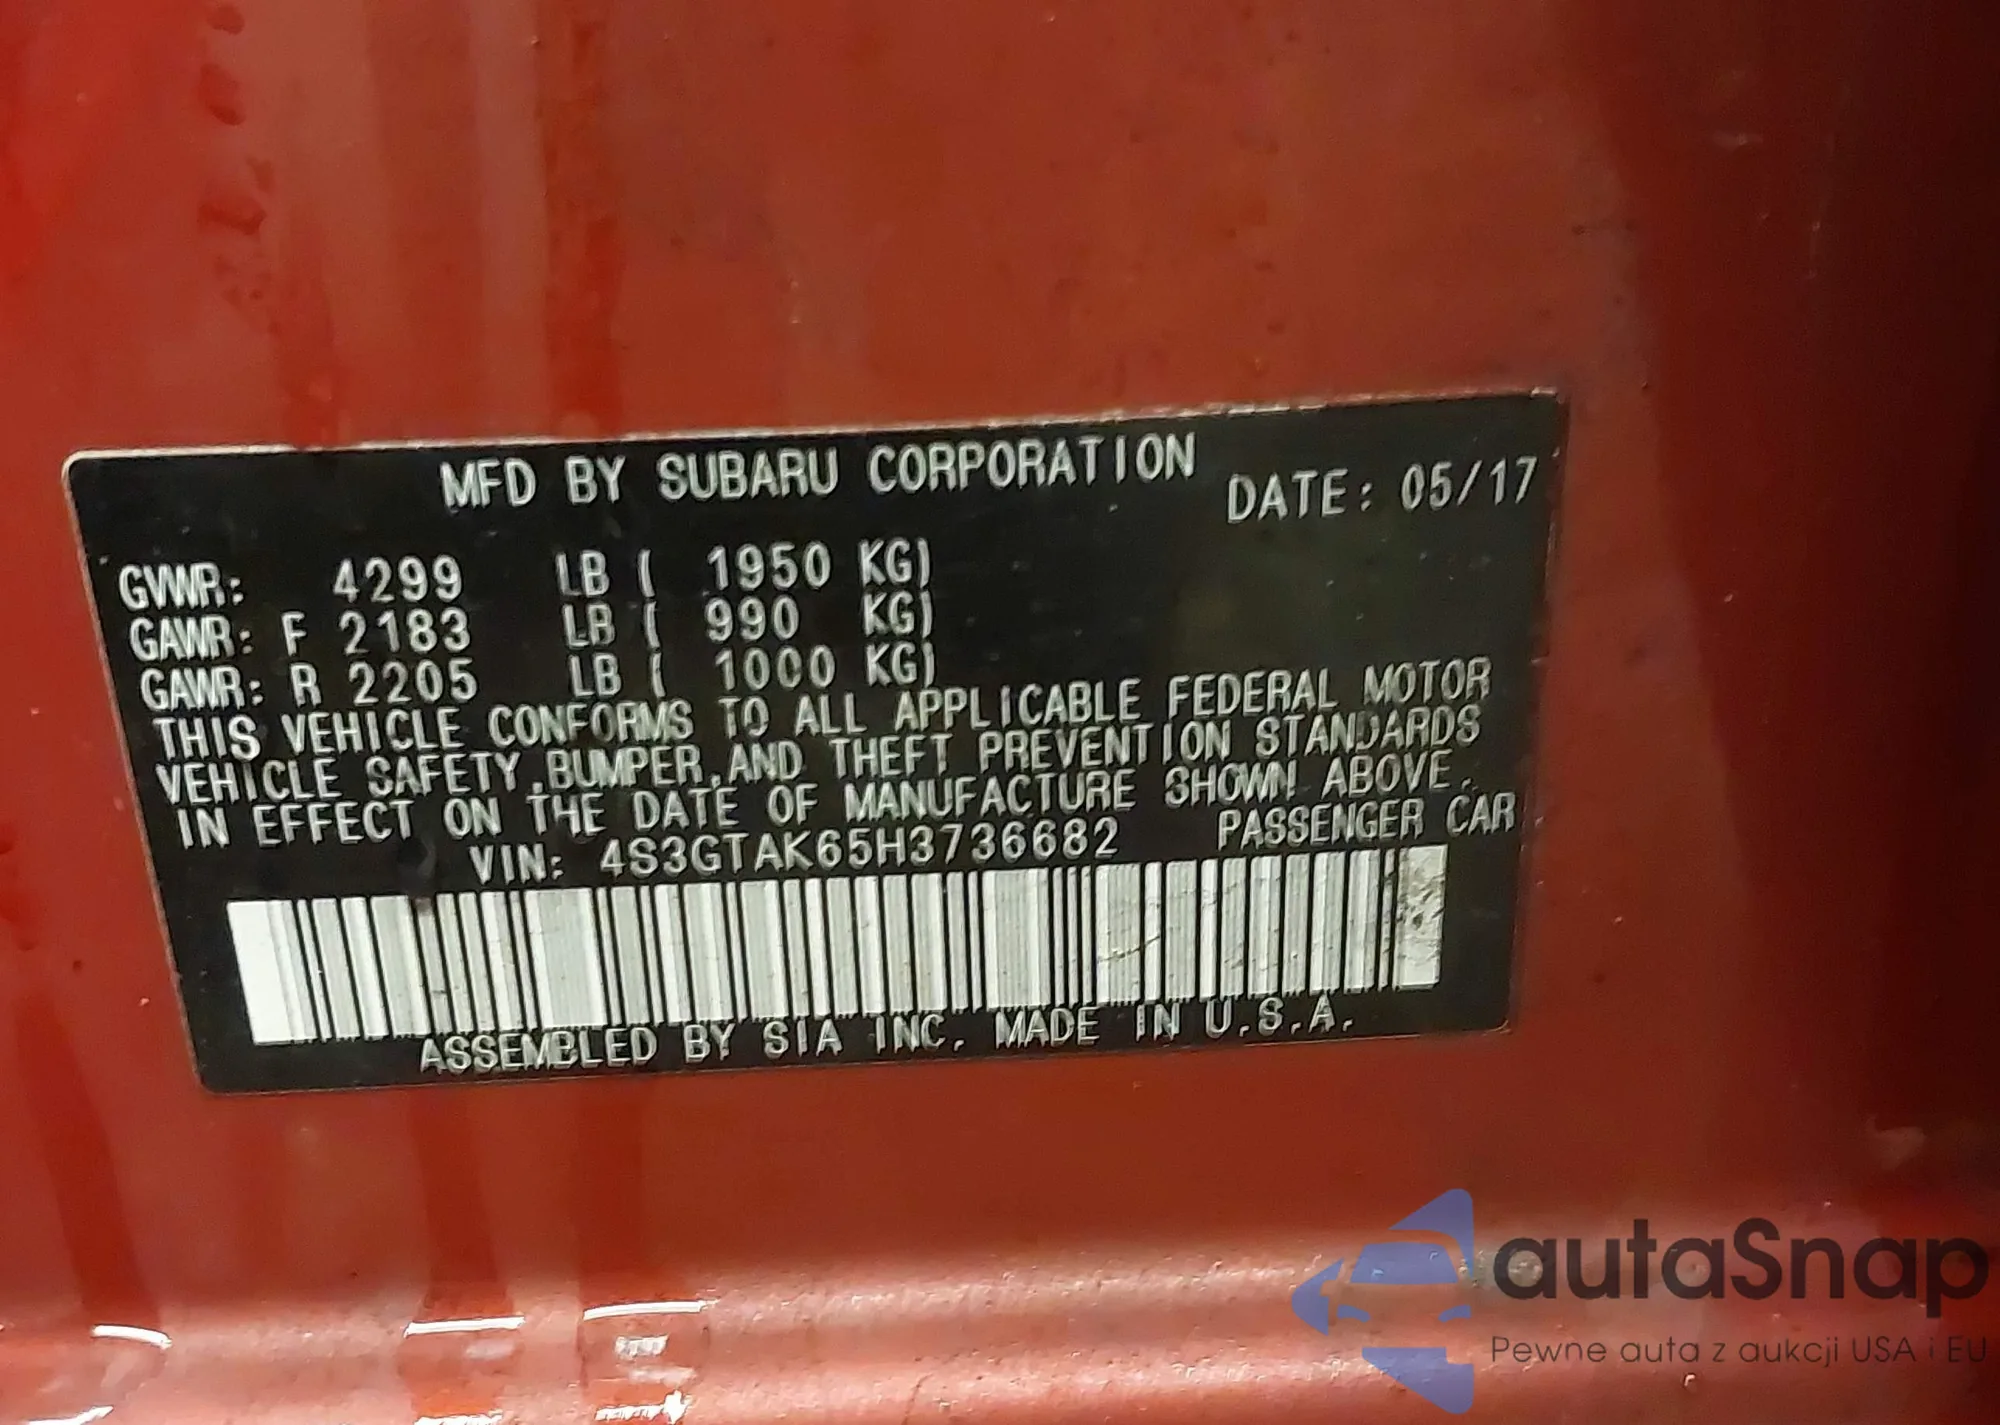 MFD BY SUBARU CORPORATION DATE: 05/17
GVWR: 4299 LB ( 1950 KG)
GAWR: F 2183 LB ( 990 KG)
GAWR: R 2205 LB ( 1000 KG)
THIS VEHICLE CONFORMS TO ALL APPLICABLE FEDERAL MOTOR
VEHICLE SAFETY,BUMPER,AND THEFT PREVENTION STANDARDS
IN EFFECT ON THE DATE OF MANUFACTURE SHOWN ABOVE.
VIN: 4S3GTAK65H3736682 PASSENGER CAR
ASSEMBLED BY SIA INC. MADE IN U.S.A.
autaSnap
Pewne auta z aukcji USA i EU